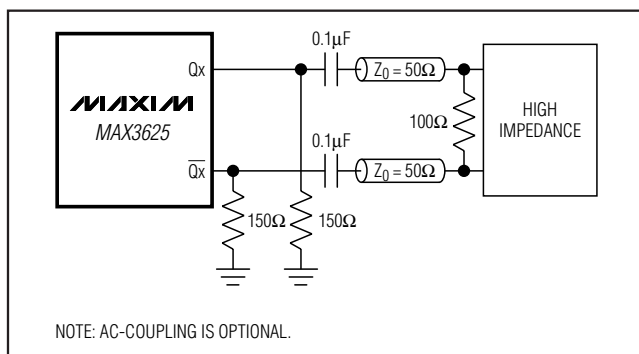 0.1μF
Qx
Z0 = 50Ω
MAXIM
MAX3625
100Ω
HIGH
IMPEDANCE
0.1μF
Q̅x̅
Z0 = 50Ω
150Ω
150Ω
NOTE: AC-COUPLING IS OPTIONAL.